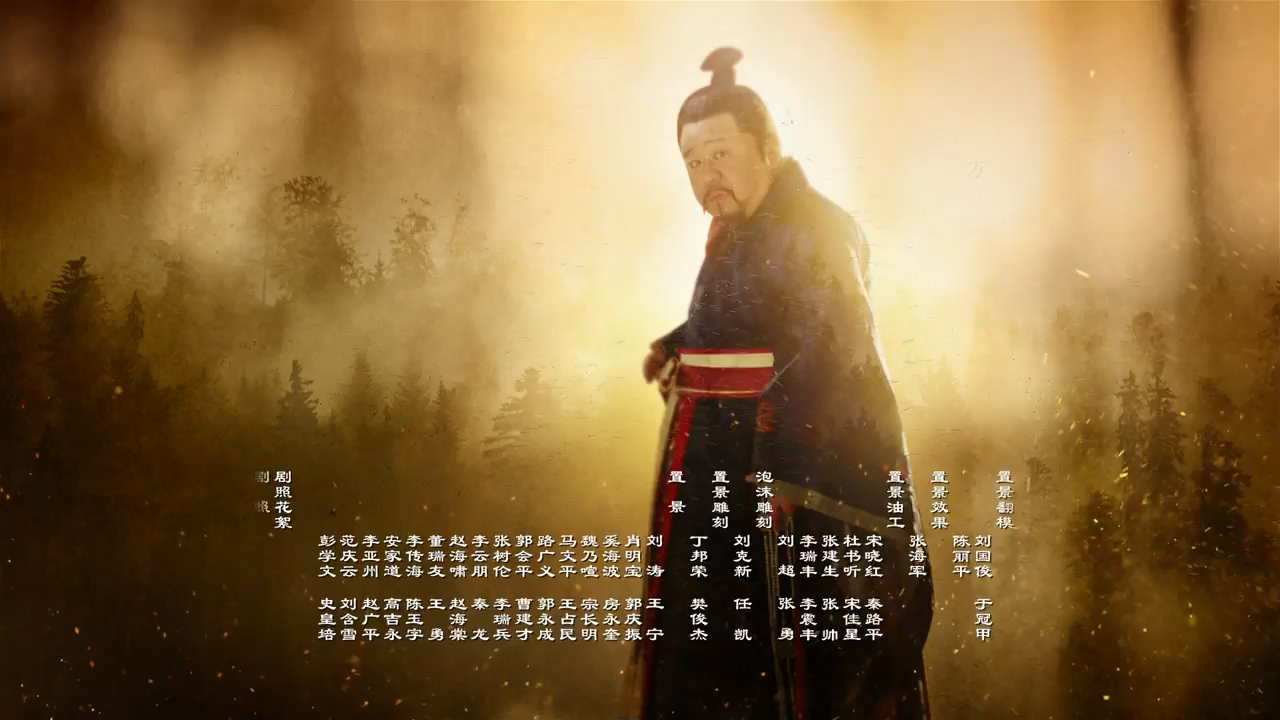 置景翻模
刘国俊
于冠甲
陈丽平
置景效果
张海军
置景油工
宋晓红
秦路平
杜书听
宋佳星
张建生
张帅
李瑞丰
李震丰
刘超
张勇
泡沫雕刻
刘克新
任凯
置景雕刻
丁邦荣
樊俊杰
置景
刘涛
王宁
肖明宝
郭庆振
奚海波
房永奎
魏乃喧
宗长明
马文平
王占民
路广义
郭永成
郭会平
曹建才
张树伦
李瑞兵
李云朋
秦龙
赵海啸
赵海棠
董瑞友
王勇
李传海
陈玉字
安家道
高吉永
李亚州
赵广平
范庆云
刘含雪
彭学文
史皇培
剧照花絮
剧照